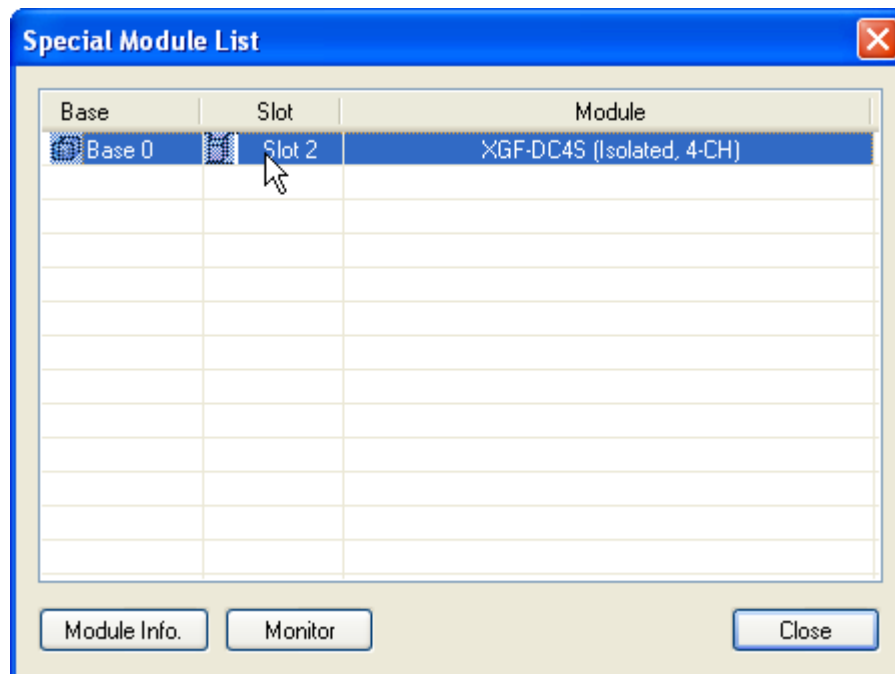 Special Module List
Base Slot Module
Base 0 Slot 2 XGF-DC4S (Isolated, 4-CH)
Module Info. Monitor Close